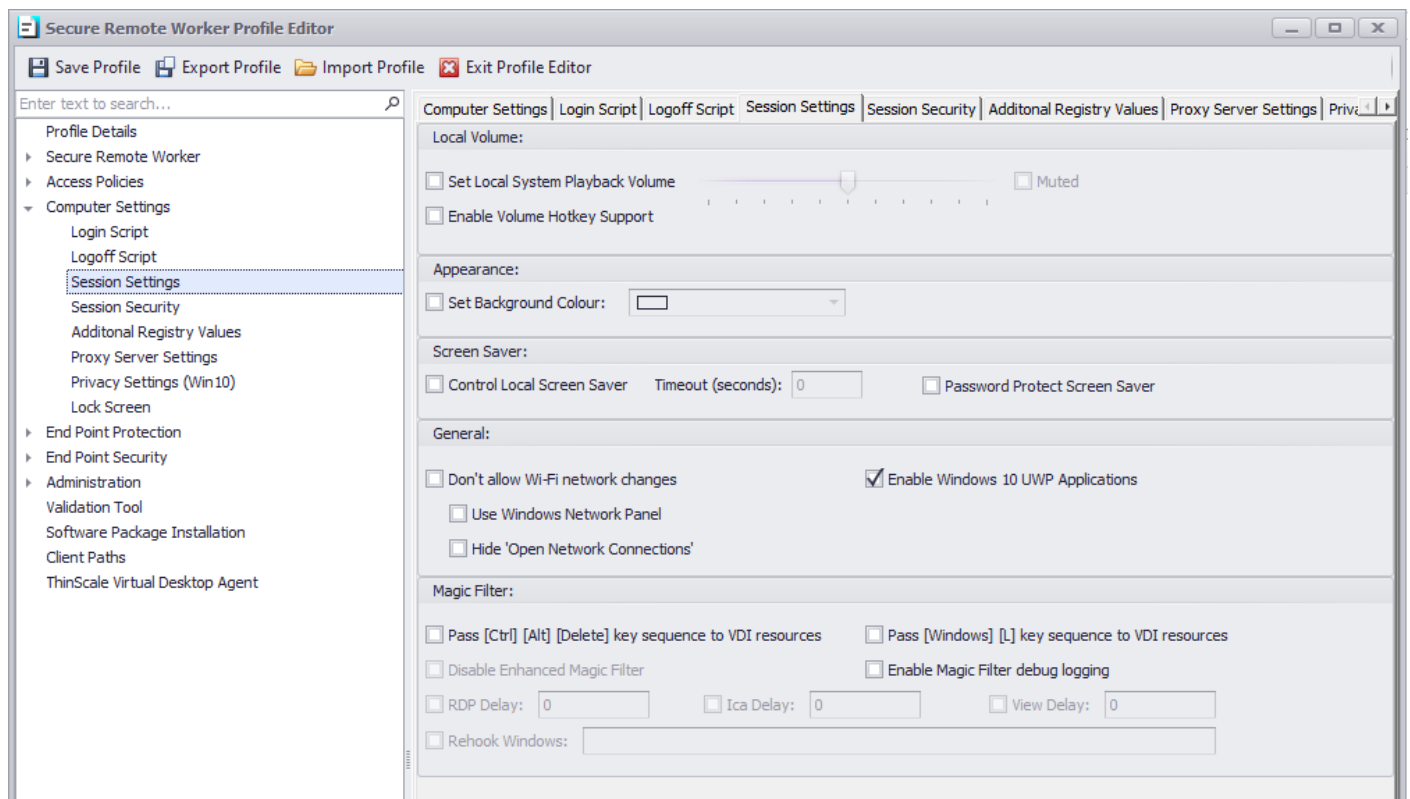 Secure Remote Worker Profile Editor
Save Profile Export Profile Import Profile Exit Profile Editor
Enter text to search...
Profile Details
Secure Remote Worker
Access Policies
Computer Settings
Login Script
Logoff Script
Session Settings
Session Security
Additonal Registry Values
Proxy Server Settings
Privacy Settings (Win10)
Lock Screen
End Point Protection
End Point Security
Administration
Validation Tool
Software Package Installation
Client Paths
ThinScale Virtual Desktop Agent
Computer Settings Login Script Logoff Script Session Settings Session Security Additonal Registry Values Proxy Server Settings
Local Volume:
Set Local System Playback Volume Muted
Enable Volume Hotkey Support
Appearance:
Set Background Colour:
Screen Saver:
Control Local Screen Saver Timeout (seconds): 0 Password Protect Screen Saver
General:
Don't allow Wi-Fi network changes Enable Windows 10 UWP Applications
Use Windows Network Panel
Hide 'Open Network Connections'
Magic Filter:
Pass [Ctrl] [Alt] [Delete] key sequence to VDI resources Pass [Windows] [L] key sequence to VDI resources
Disable Enhanced Magic Filter Enable Magic Filter debug logging
RDP Delay: 0 Ica Delay: 0 View Delay: 0
Rehook Windows: